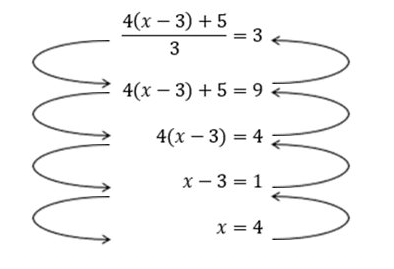 (4(x − 3) + 5)/3 = 3
4(x − 3) + 5 = 9
4(x − 3) = 4
x − 3 = 1
x = 4